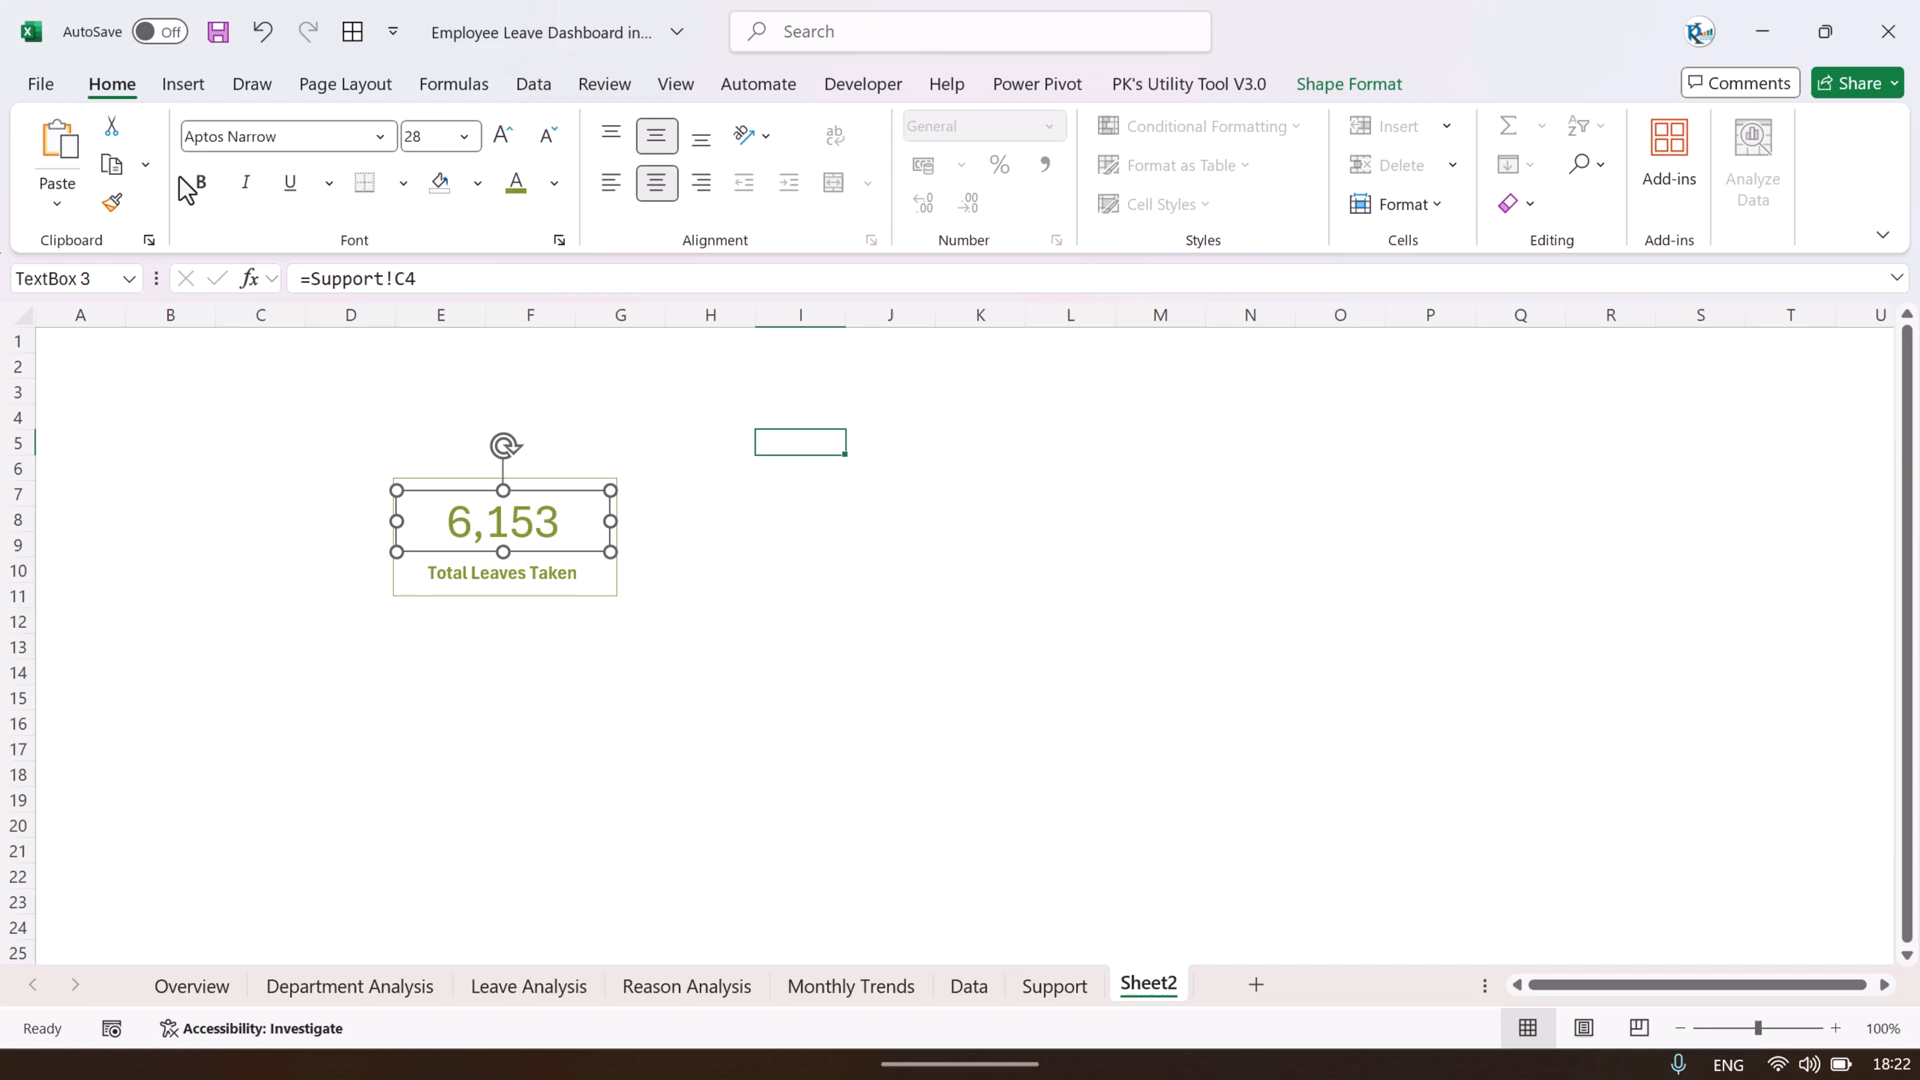 AutoSave Off Employee Leave Dashboard in... Search
File Home Insert Draw Page Layout Formulas Data Review View Automate Developer Help Power Pivot PK's Utility Tool V3.0 Shape Format Comments Share
Aptos Narrow 28 General Conditional Formatting Insert
Paste B I U A Format as Table Delete Add-ins Analyze Data
Cell Styles Format
Clipboard Font Alignment Number Styles Cells Editing Add-ins
TextBox 3 fx =Support!C4
A B C D E F G H I J K L M N O P Q R S T U
1
2
3
4
5
6
7
8 6,153
9
10 Total Leaves Taken
11
12
13
14
15
16
17
18
19
20
21
22
23
24
25
Overview Department Analysis Leave Analysis Reason Analysis Monthly Trends Data Support Sheet2
Ready Accessibility: Investigate 100%
ENG 18:22